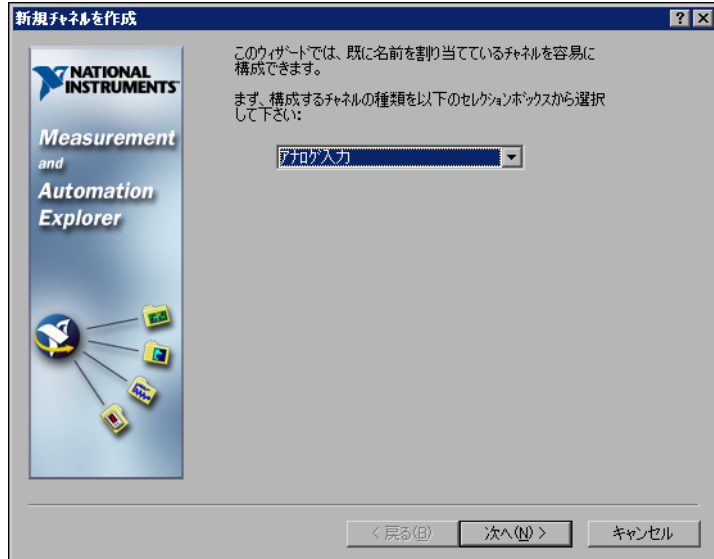 新規ﾁｬﾈﾙを作成
NATIONAL
INSTRUMENTS
Measurement
and
Automation
Explorer
このｳｨｻﾞｰﾄﾞでは、既に名前を割り当てているﾁｬﾈﾙを容易に
構成できます。
まず、構成するﾁｬﾈﾙの種類を以下のｾﾚｸｼｮﾝﾎﾞｯｸｽから選択
して下さい:
ｱﾅﾛｸﾞ入力
< 戻る(B)
次へ(N) >
キャンセル